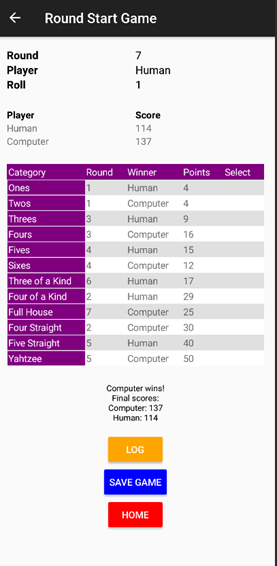 Round Start Game
Round 7
Player Human
Roll 1
Player Score
Human 114
Computer 137
Category Round Winner Points Select
Ones 1 Human 4
Twos 1 Computer 4
Threes 3 Human 9
Fours 3 Computer 16
Fives 4 Human 15
Sixes 4 Computer 12
Three of a Kind 6 Human 17
Four of a Kind 2 Human 29
Full House 7 Computer 25
Four Straight 2 Computer 30
Five Straight 5 Human 40
Yahtzee 5 Computer 50
Computer wins!
Final scores:
Computer: 137
Human: 114
LOG
SAVE GAME
HOME